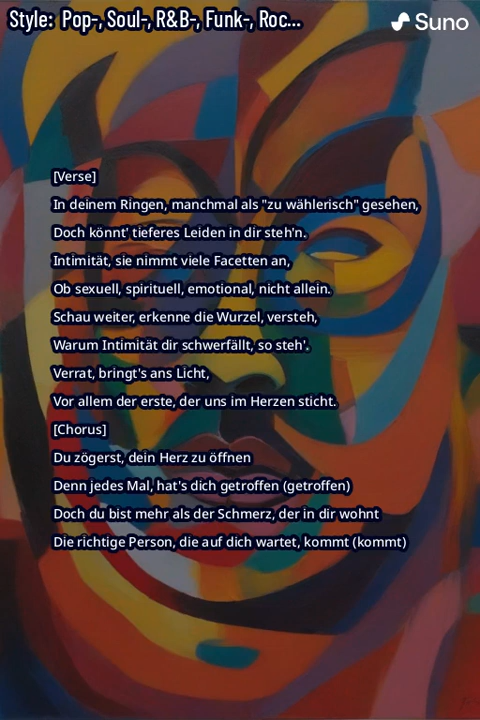 Style: Pop-, Soul-, R&B-, Funk-, Roc...
Suno
[Verse]
In deinem Ringen, manchmal als "zu wählerisch" gesehen,
Doch könnt' tieferes Leiden in dir steh'n.
Intimität, sie nimmt viele Facetten an,
Ob sexuell, spirituell, emotional, nicht allein.
Schau weiter, erkenne die Wurzel, versteh,
Warum Intimität dir schwerfällt, so steh'.
Verrat, bringt's ans Licht,
Vor allem der erste, der uns im Herzen sticht.
[Chorus]
Du zögerst, dein Herz zu öffnen
Denn jedes Mal, hat's dich getroffen (getroffen)
Doch du bist mehr als der Schmerz, der in dir wohnt
Die richtige Person, die auf dich wartet, kommt (kommt)